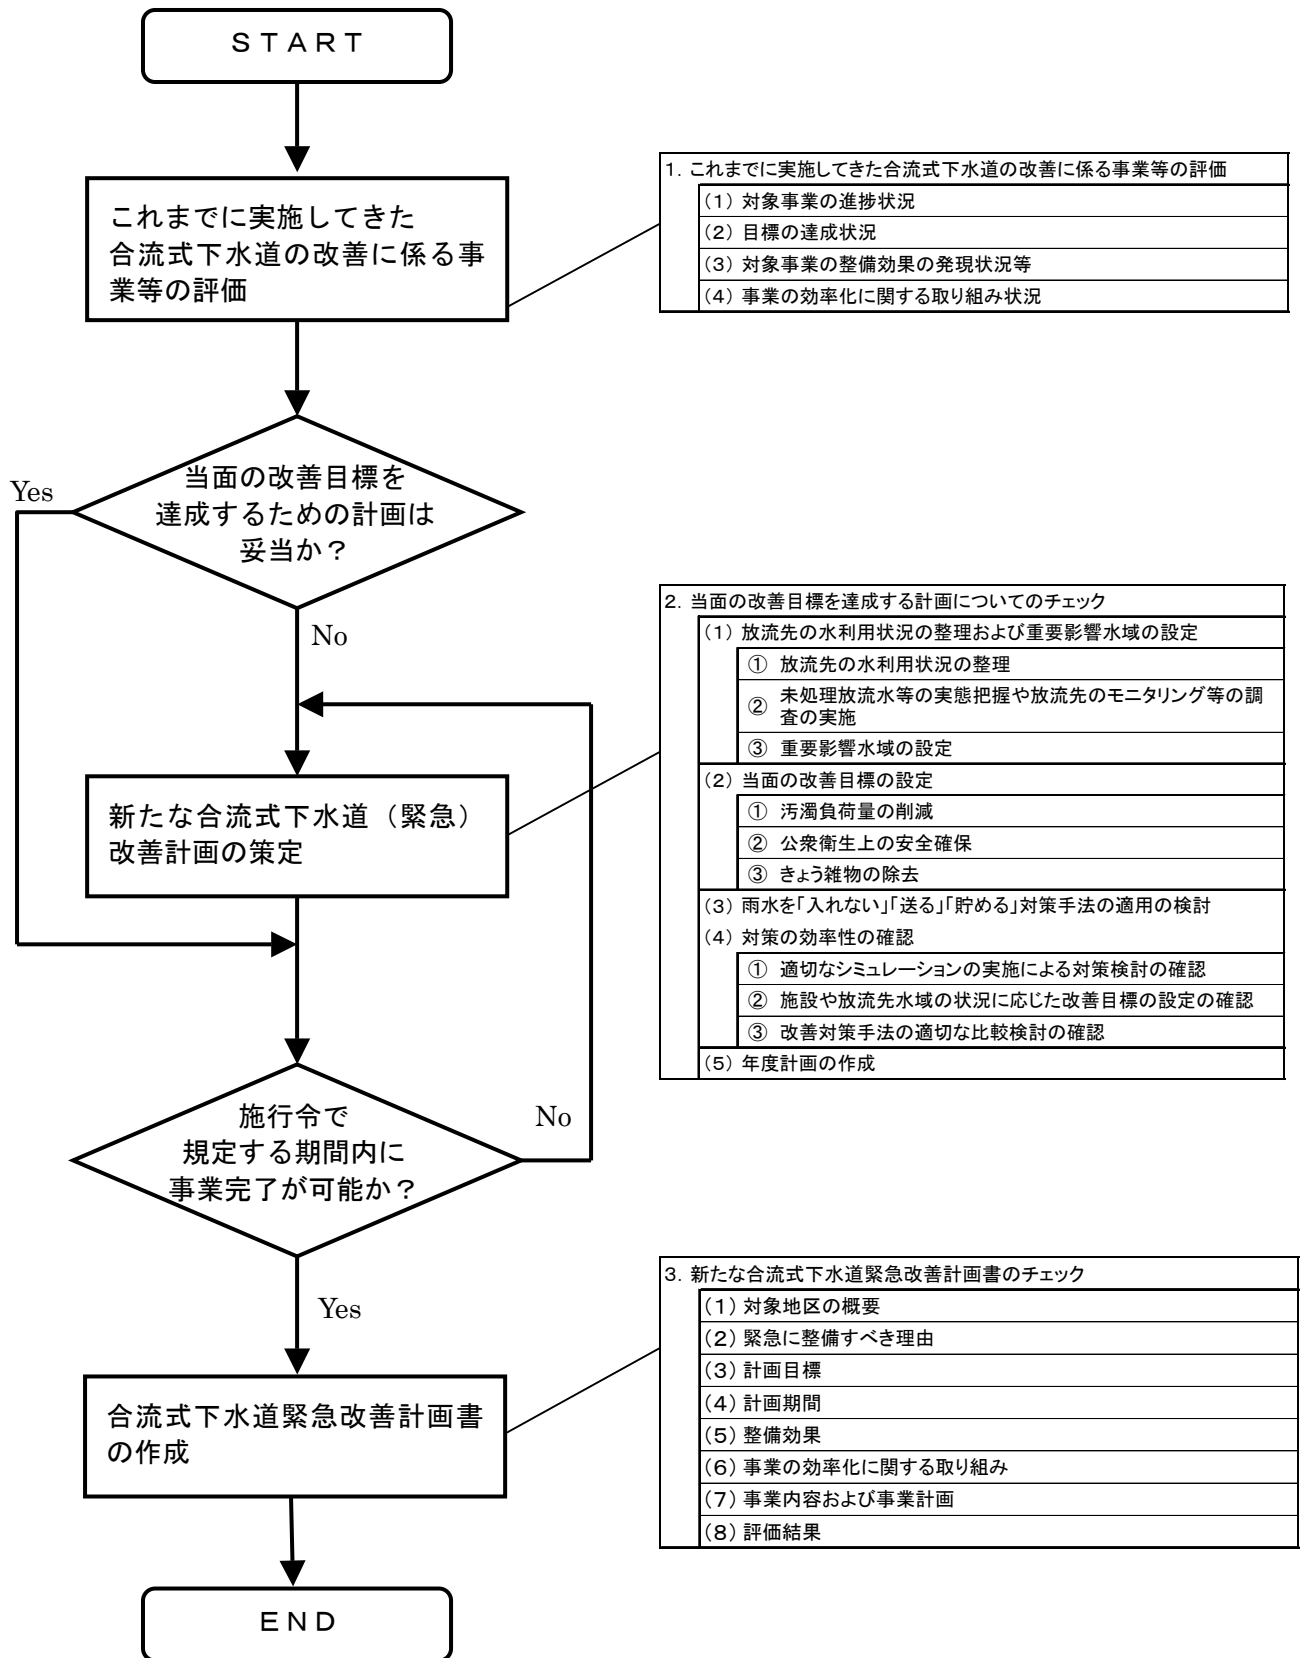 ＳＴＡＲＴ
これまでに実施してきた
合流式下水道の改善に係る事
業等の評価
1. これまでに実施してきた合流式下水道の改善に係る事業等の評価
（1）対象事業の進捗状況
（2）目標の達成状況
（3）対象事業の整備効果の発現状況等
（4）事業の効率化に関する取り組み状況
当面の改善目標を
達成するための計画は
妥当か？
Yes
No
2. 当面の改善目標を達成する計画についてのチェック
（1）放流先の水利用状況の整理および重要影響水域の設定
① 放流先の水利用状況の整理
② 未処理放流水等の実態把握や放流先のモニタリング等の調
査の実施
③ 重要影響水域の設定
（2）当面の改善目標の設定
① 汚濁負荷量の削減
② 公衆衛生上の安全確保
③ きょう雑物の除去
（3）雨水を「入れない」「送る」「貯める」対策手法の適用の検討
（4）対策の効率性の確認
① 適切なシミュレーションの実施による対策検討の確認
② 施設や放流先水域の状況に応じた改善目標の設定の確認
③ 改善対策手法の適切な比較検討の確認
（5）年度計画の作成
新たな合流式下水道（緊急）
改善計画の策定
施行令で
規定する期間内に
事業完了が可能か？
No
Yes
3. 新たな合流式下水道緊急改善計画書のチェック
（1）対象地区の概要
（2）緊急に整備すべき理由
（3）計画目標
（4）計画期間
（5）整備効果
（6）事業の効率化に関する取り組み
（7）事業内容および事業計画
（8）評価結果
合流式下水道緊急改善計画書
の作成
ＥＮＤ